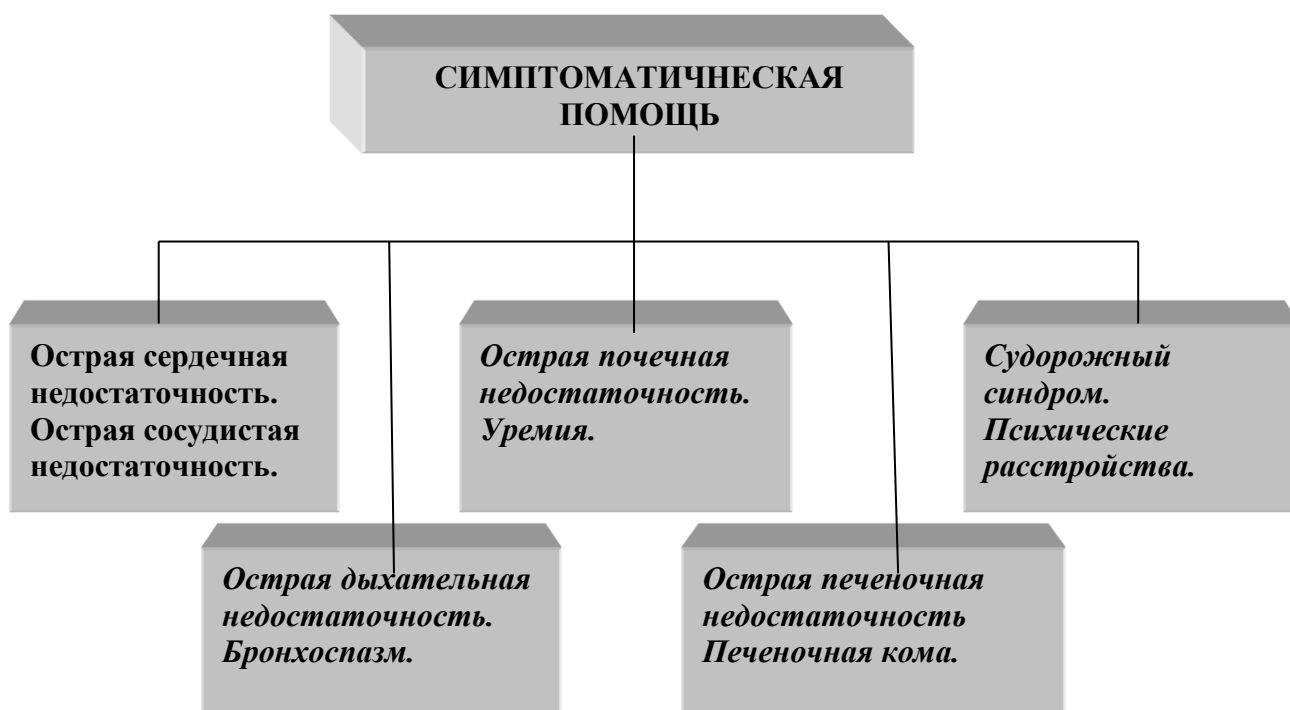 СИМПТОМАТИЧНЕСКАЯ
ПОМОЩЬ
Острая сердечная
недостаточность.
Острая сосудистая
недостаточность.
Острая почечная
недостаточность.
Уремия.
Судорожный
синдром.
Психические
расстройства.
Острая дыхательная
недостаточность.
Бронхоспазм.
Острая печеночная
недостаточность
Печеночная кома.